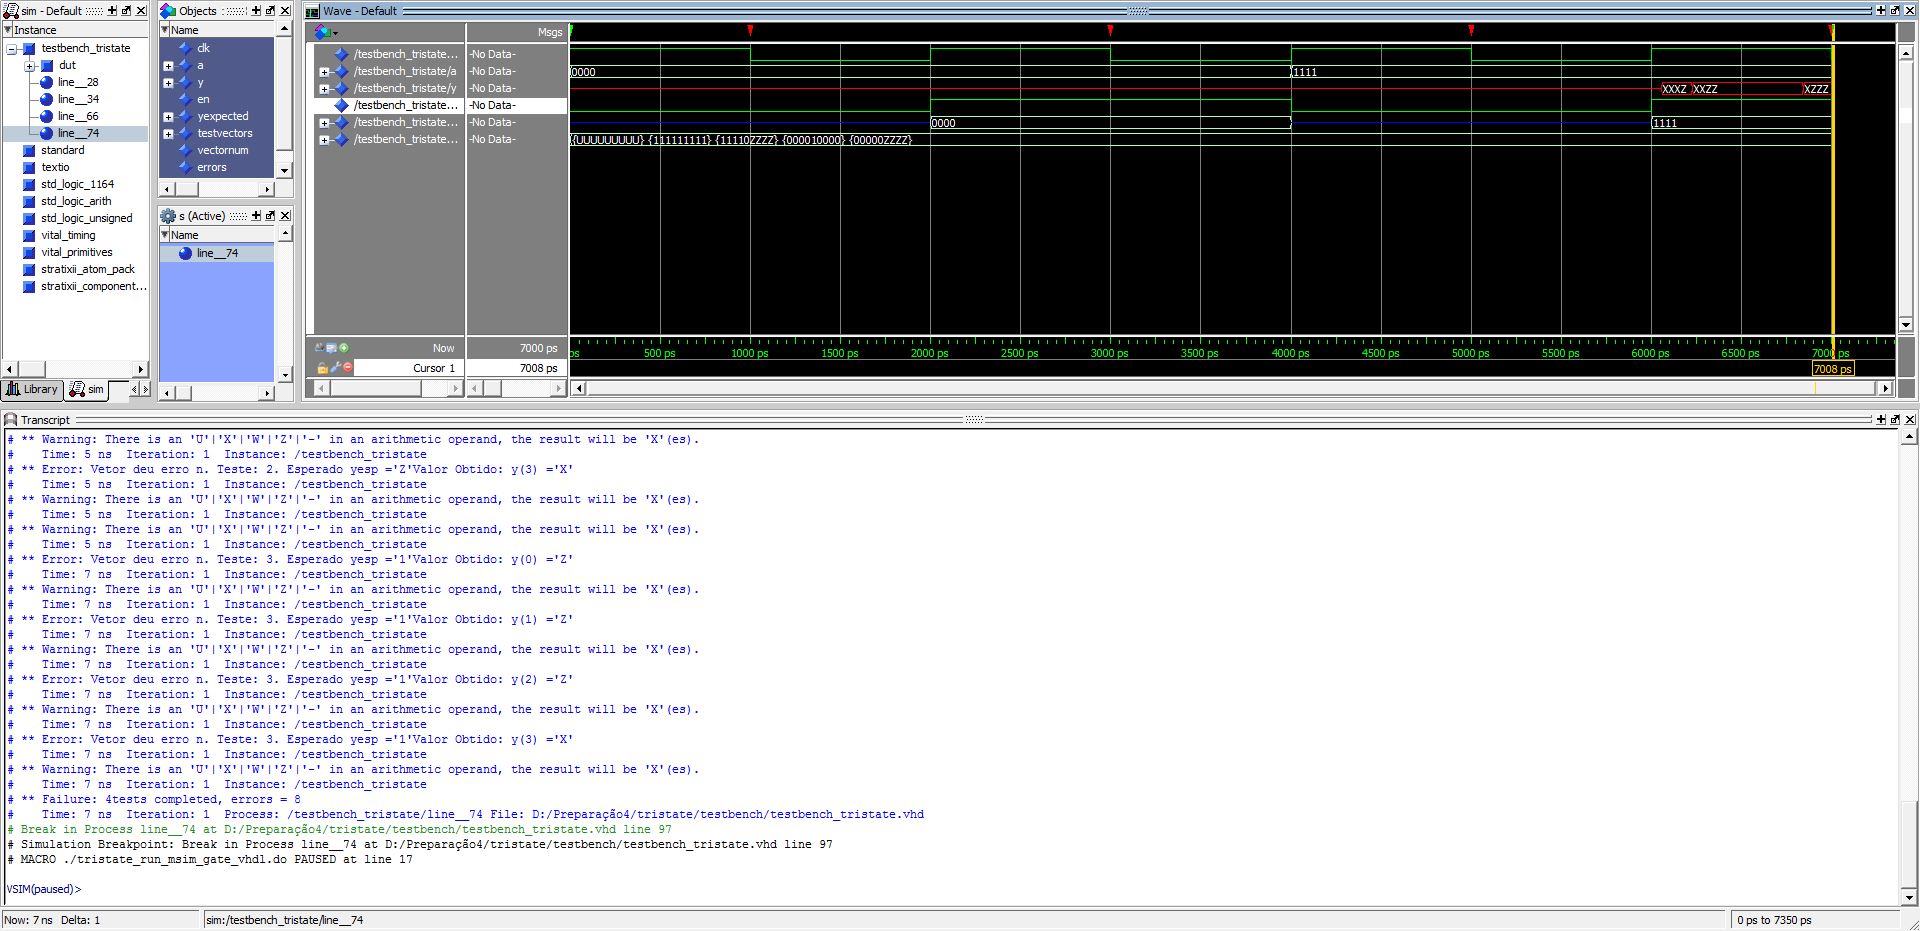 sim - Default
Instance
testbench_tristate
dut
line__28
line__34
line__66
line__74
standard
textio
std_logic_1164
std_logic_arith
std_logic_unsigned
vital_timing
vital_primitives
stratixii_atom_pack
stratixii_component...
Library
sim
Objects
Name
clk
a
y
en
yexpected
testvectors
vectornum
errors
s (Active)
Name
line__74
Wave - Default
Msgs
/testbench_tristate... -No Data-
/testbench_tristate/a -No Data- 0000 1111
/testbench_tristate/y -No Data- XXXZ XXZZ XZZZ
/testbench_tristate... -No Data-
/testbench_tristate... -No Data- 0000 1111
/testbench_tristate... -No Data- {UUUUUUUUU} {111111111} {11110ZZZZ} {000010000} {00000ZZZZ}
Now 7000 ps ps 500 ps 1000 ps 1500 ps 2000 ps 2500 ps 3000 ps 3500 ps 4000 ps 4500 ps 5000 ps 5500 ps 6000 ps 6500 ps 7000 ps
Cursor 1 7008 ps 7008 ps
Transcript
# ** Warning: There is an 'U'|'X'|'W'|'Z'|'-' in an arithmetic operand, the result will be 'X'(es).
#    Time: 5 ns  Iteration: 1  Instance: /testbench_tristate
# ** Error: Vetor deu erro n. Teste: 2. Esperado yesp ='Z'Valor Obtido: y(3) ='X'
#    Time: 5 ns  Iteration: 1  Instance: /testbench_tristate
# ** Warning: There is an 'U'|'X'|'W'|'Z'|'-' in an arithmetic operand, the result will be 'X'(es).
#    Time: 5 ns  Iteration: 1  Instance: /testbench_tristate
# ** Warning: There is an 'U'|'X'|'W'|'Z'|'-' in an arithmetic operand, the result will be 'X'(es).
#    Time: 5 ns  Iteration: 1  Instance: /testbench_tristate
# ** Error: Vetor deu erro n. Teste: 3. Esperado yesp ='1'Valor Obtido: y(0) ='Z'
#    Time: 7 ns  Iteration: 1  Instance: /testbench_tristate
# ** Warning: There is an 'U'|'X'|'W'|'Z'|'-' in an arithmetic operand, the result will be 'X'(es).
#    Time: 7 ns  Iteration: 1  Instance: /testbench_tristate
# ** Error: Vetor deu erro n. Teste: 3. Esperado yesp ='1'Valor Obtido: y(1) ='Z'
#    Time: 7 ns  Iteration: 1  Instance: /testbench_tristate
# ** Warning: There is an 'U'|'X'|'W'|'Z'|'-' in an arithmetic operand, the result will be 'X'(es).
#    Time: 7 ns  Iteration: 1  Instance: /testbench_tristate
# ** Error: Vetor deu erro n. Teste: 3. Esperado yesp ='1'Valor Obtido: y(2) ='Z'
#    Time: 7 ns  Iteration: 1  Instance: /testbench_tristate
# ** Warning: There is an 'U'|'X'|'W'|'Z'|'-' in an arithmetic operand, the result will be 'X'(es).
#    Time: 7 ns  Iteration: 1  Instance: /testbench_tristate
# ** Error: Vetor deu erro n. Teste: 3. Esperado yesp ='1'Valor Obtido: y(3) ='X'
#    Time: 7 ns  Iteration: 1  Instance: /testbench_tristate
# ** Warning: There is an 'U'|'X'|'W'|'Z'|'-' in an arithmetic operand, the result will be 'X'(es).
#    Time: 7 ns  Iteration: 1  Instance: /testbench_tristate
# ** Failure: 4tests completed, errors = 8
#    Time: 7 ns  Iteration: 1  Process: /testbench_tristate/line__74 File: D:/Preparação4/tristate/testbench/testbench_tristate.vhd
# Break in Process line__74 at D:/Preparação4/tristate/testbench/testbench_tristate.vhd line 97
# Simulation Breakpoint: Break in Process line__74 at D:/Preparação4/tristate/testbench/testbench_tristate.vhd line 97
# MACRO ./tristate_run_msim_gate_vhdl.do PAUSED at line 17
VSIM(paused)>
Now: 7 ns  Delta: 1 sim:/testbench_tristate/line__74 0 ps to 7350 ps